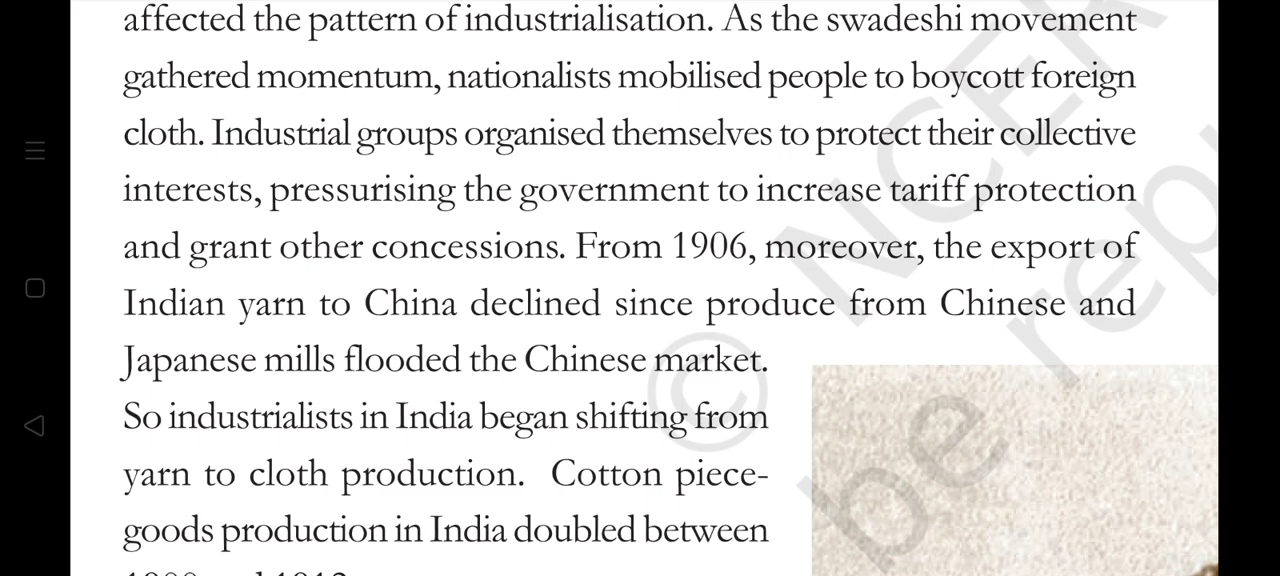 affected the pattern of industrialisation. As the swadeshi movement
gathered momentum, nationalists mobilised people to boycott foreign
cloth. Industrial groups organised themselves to protect their collective
interests, pressurising the government to increase tariff protection
and grant other concessions. From 1906, moreover, the export of
Indian yarn to China declined since produce from Chinese and
Japanese mills flooded the Chinese market.
So industrialists in India began shifting from
yarn to cloth production. Cotton piece-
goods production in India doubled between
© NCER
be rep